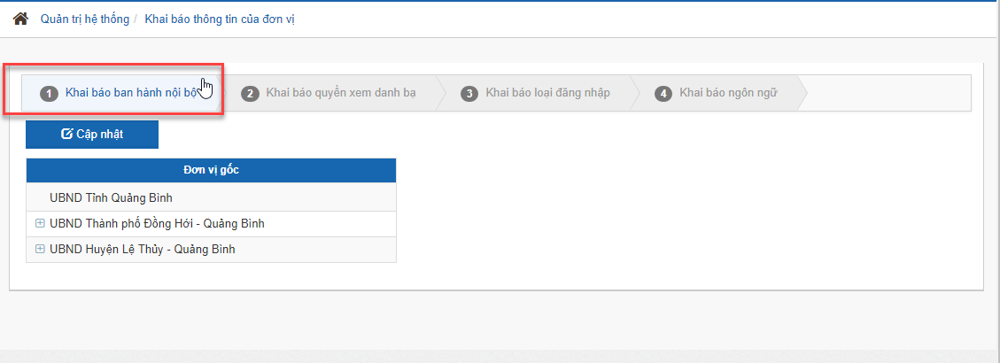 Quản trị hệ thống / Khai báo thông tin của đơn vị
1 Khai báo ban hành nội bộ 2 Khai báo quyền xem danh bạ 3 Khai báo loại đăng nhập 4 Khai báo ngôn ngữ
Cập nhật
Đơn vị gốc
UBND Tỉnh Quảng Bình
UBND Thành phố Đồng Hới - Quảng Bình
UBND Huyện Lệ Thủy - Quảng Bình